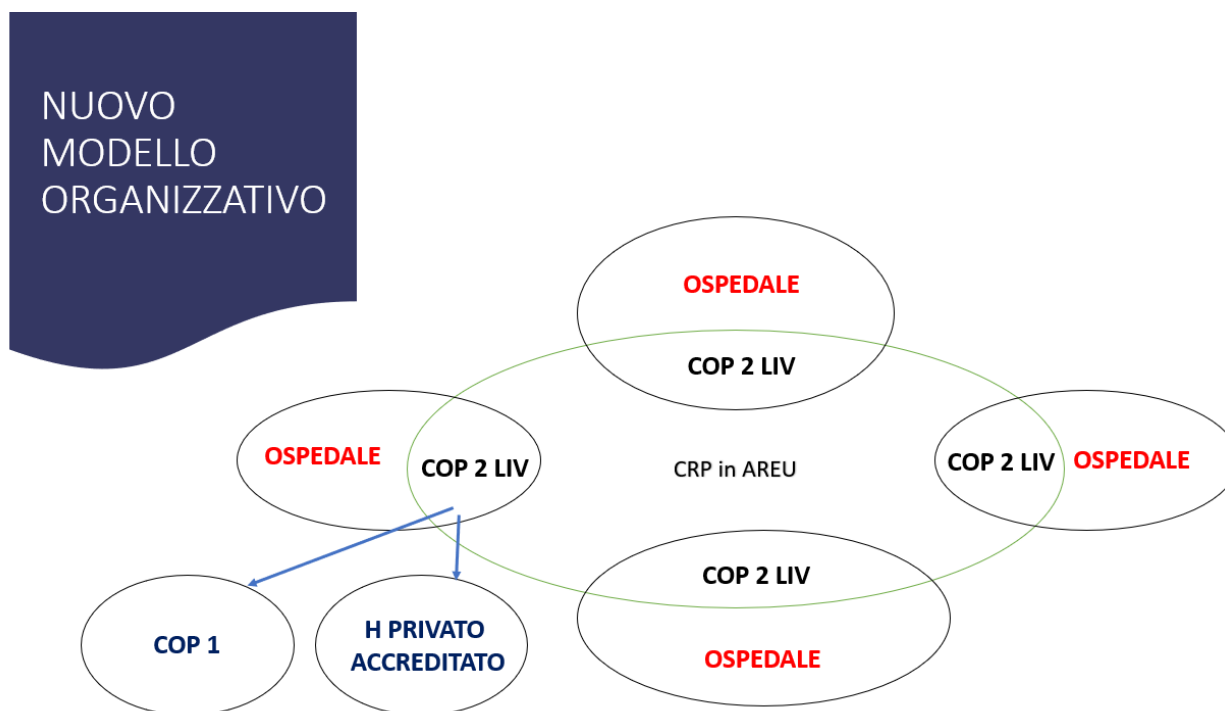 NUOVO
MODELLO
ORGANIZZATIVO
OSPEDALE
COP 2 LIV
OSPEDALE
COP 2 LIV
CRP in AREU
COP 2 LIV
OSPEDALE
COP 2 LIV
OSPEDALE
COP 1
H PRIVATO
ACCREDITATO